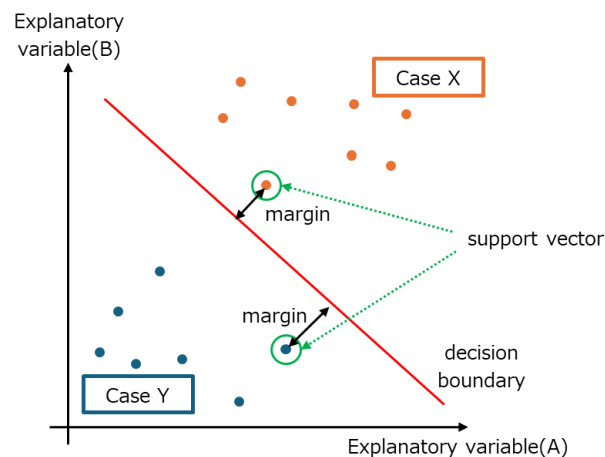 Explanatory
variable(B)
Case X
margin
support vector
margin
decision
boundary
Case Y
Explanatory variable(A)